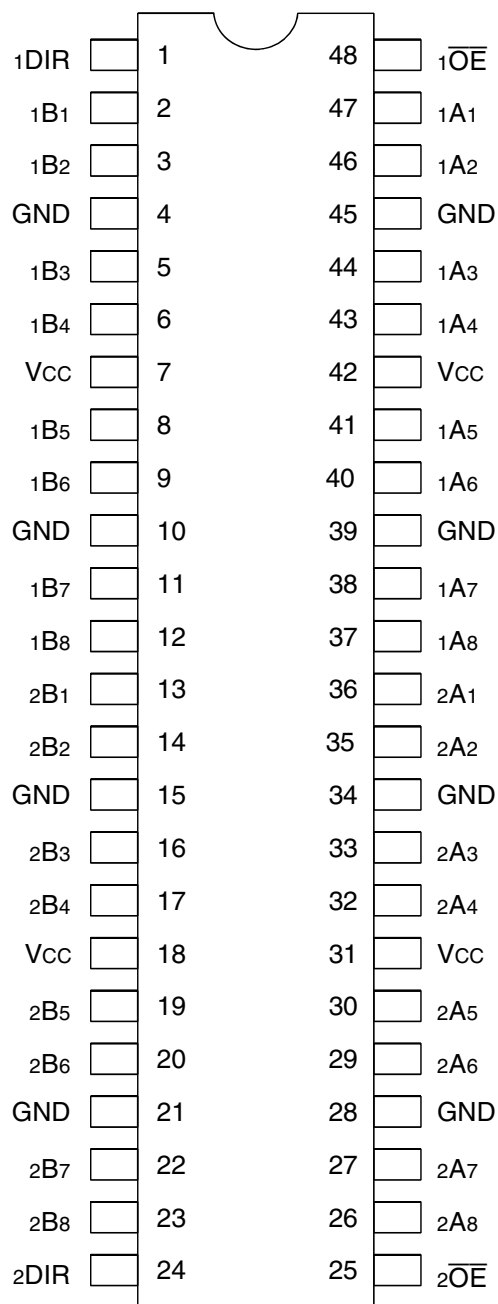 1DIR 1 48 1O̅E̅
1B1 2 47 1A1
1B2 3 46 1A2
GND 4 45 GND
1B3 5 44 1A3
1B4 6 43 1A4
VCC 7 42 VCC
1B5 8 41 1A5
1B6 9 40 1A6
GND 10 39 GND
1B7 11 38 1A7
1B8 12 37 1A8
2B1 13 36 2A1
2B2 14 35 2A2
GND 15 34 GND
2B3 16 33 2A3
2B4 17 32 2A4
VCC 18 31 VCC
2B5 19 30 2A5
2B6 20 29 2A6
GND 21 28 GND
2B7 22 27 2A7
2B8 23 26 2A8
2DIR 24 25 2O̅E̅